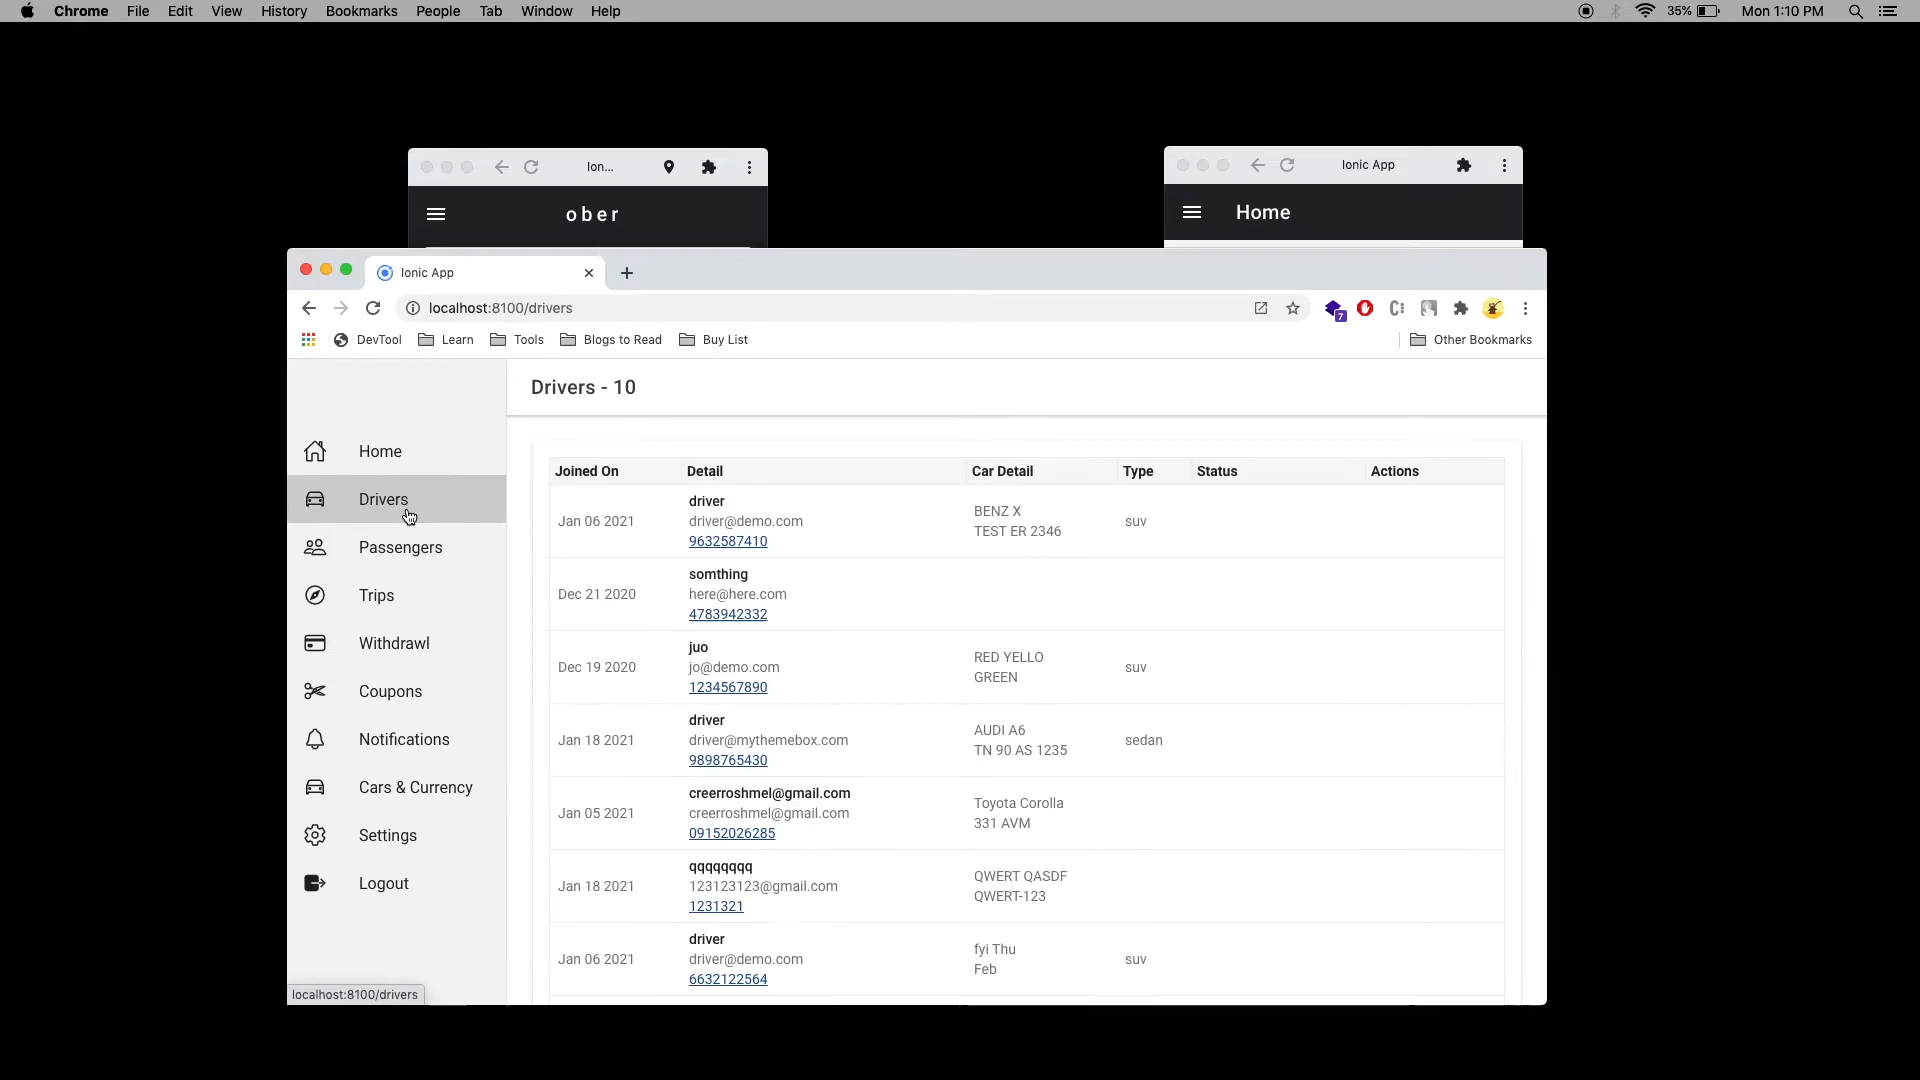 Chrome File Edit View History Bookmarks People Tab Window Help 35% Mon 1:10 PM
Ion...
Ionic App
ober
Home
Ionic App
localhost:8100/drivers
7
DevTool Learn Tools Blogs to Read Buy List Other Bookmarks
Drivers - 10
Home
Drivers
Passengers
Trips
Withdrawl
Coupons
Notifications
Cars & Currency
Settings
Logout
Joined On Detail Car Detail Type Status Actions
driver
Jan 06 2021 driver@demo.com BENZ X suv
9632587410 TEST ER 2346
somthing
Dec 21 2020 here@here.com
4783942332
juo
Dec 19 2020 jo@demo.com RED YELLO suv
1234567890 GREEN
driver
Jan 18 2021 driver@mythemebox.com AUDI A6 sedan
9898765430 TN 90 AS 1235
creerroshmel@gmail.com
Jan 05 2021 creerroshmel@gmail.com Toyota Corolla
09152026285 331 AVM
qqqqqqqq
Jan 18 2021 123123123@gmail.com QWERT QASDF
1231321 QWERT-123
driver
Jan 06 2021 driver@demo.com fyi Thu suv
6632122564 Feb
localhost:8100/drivers